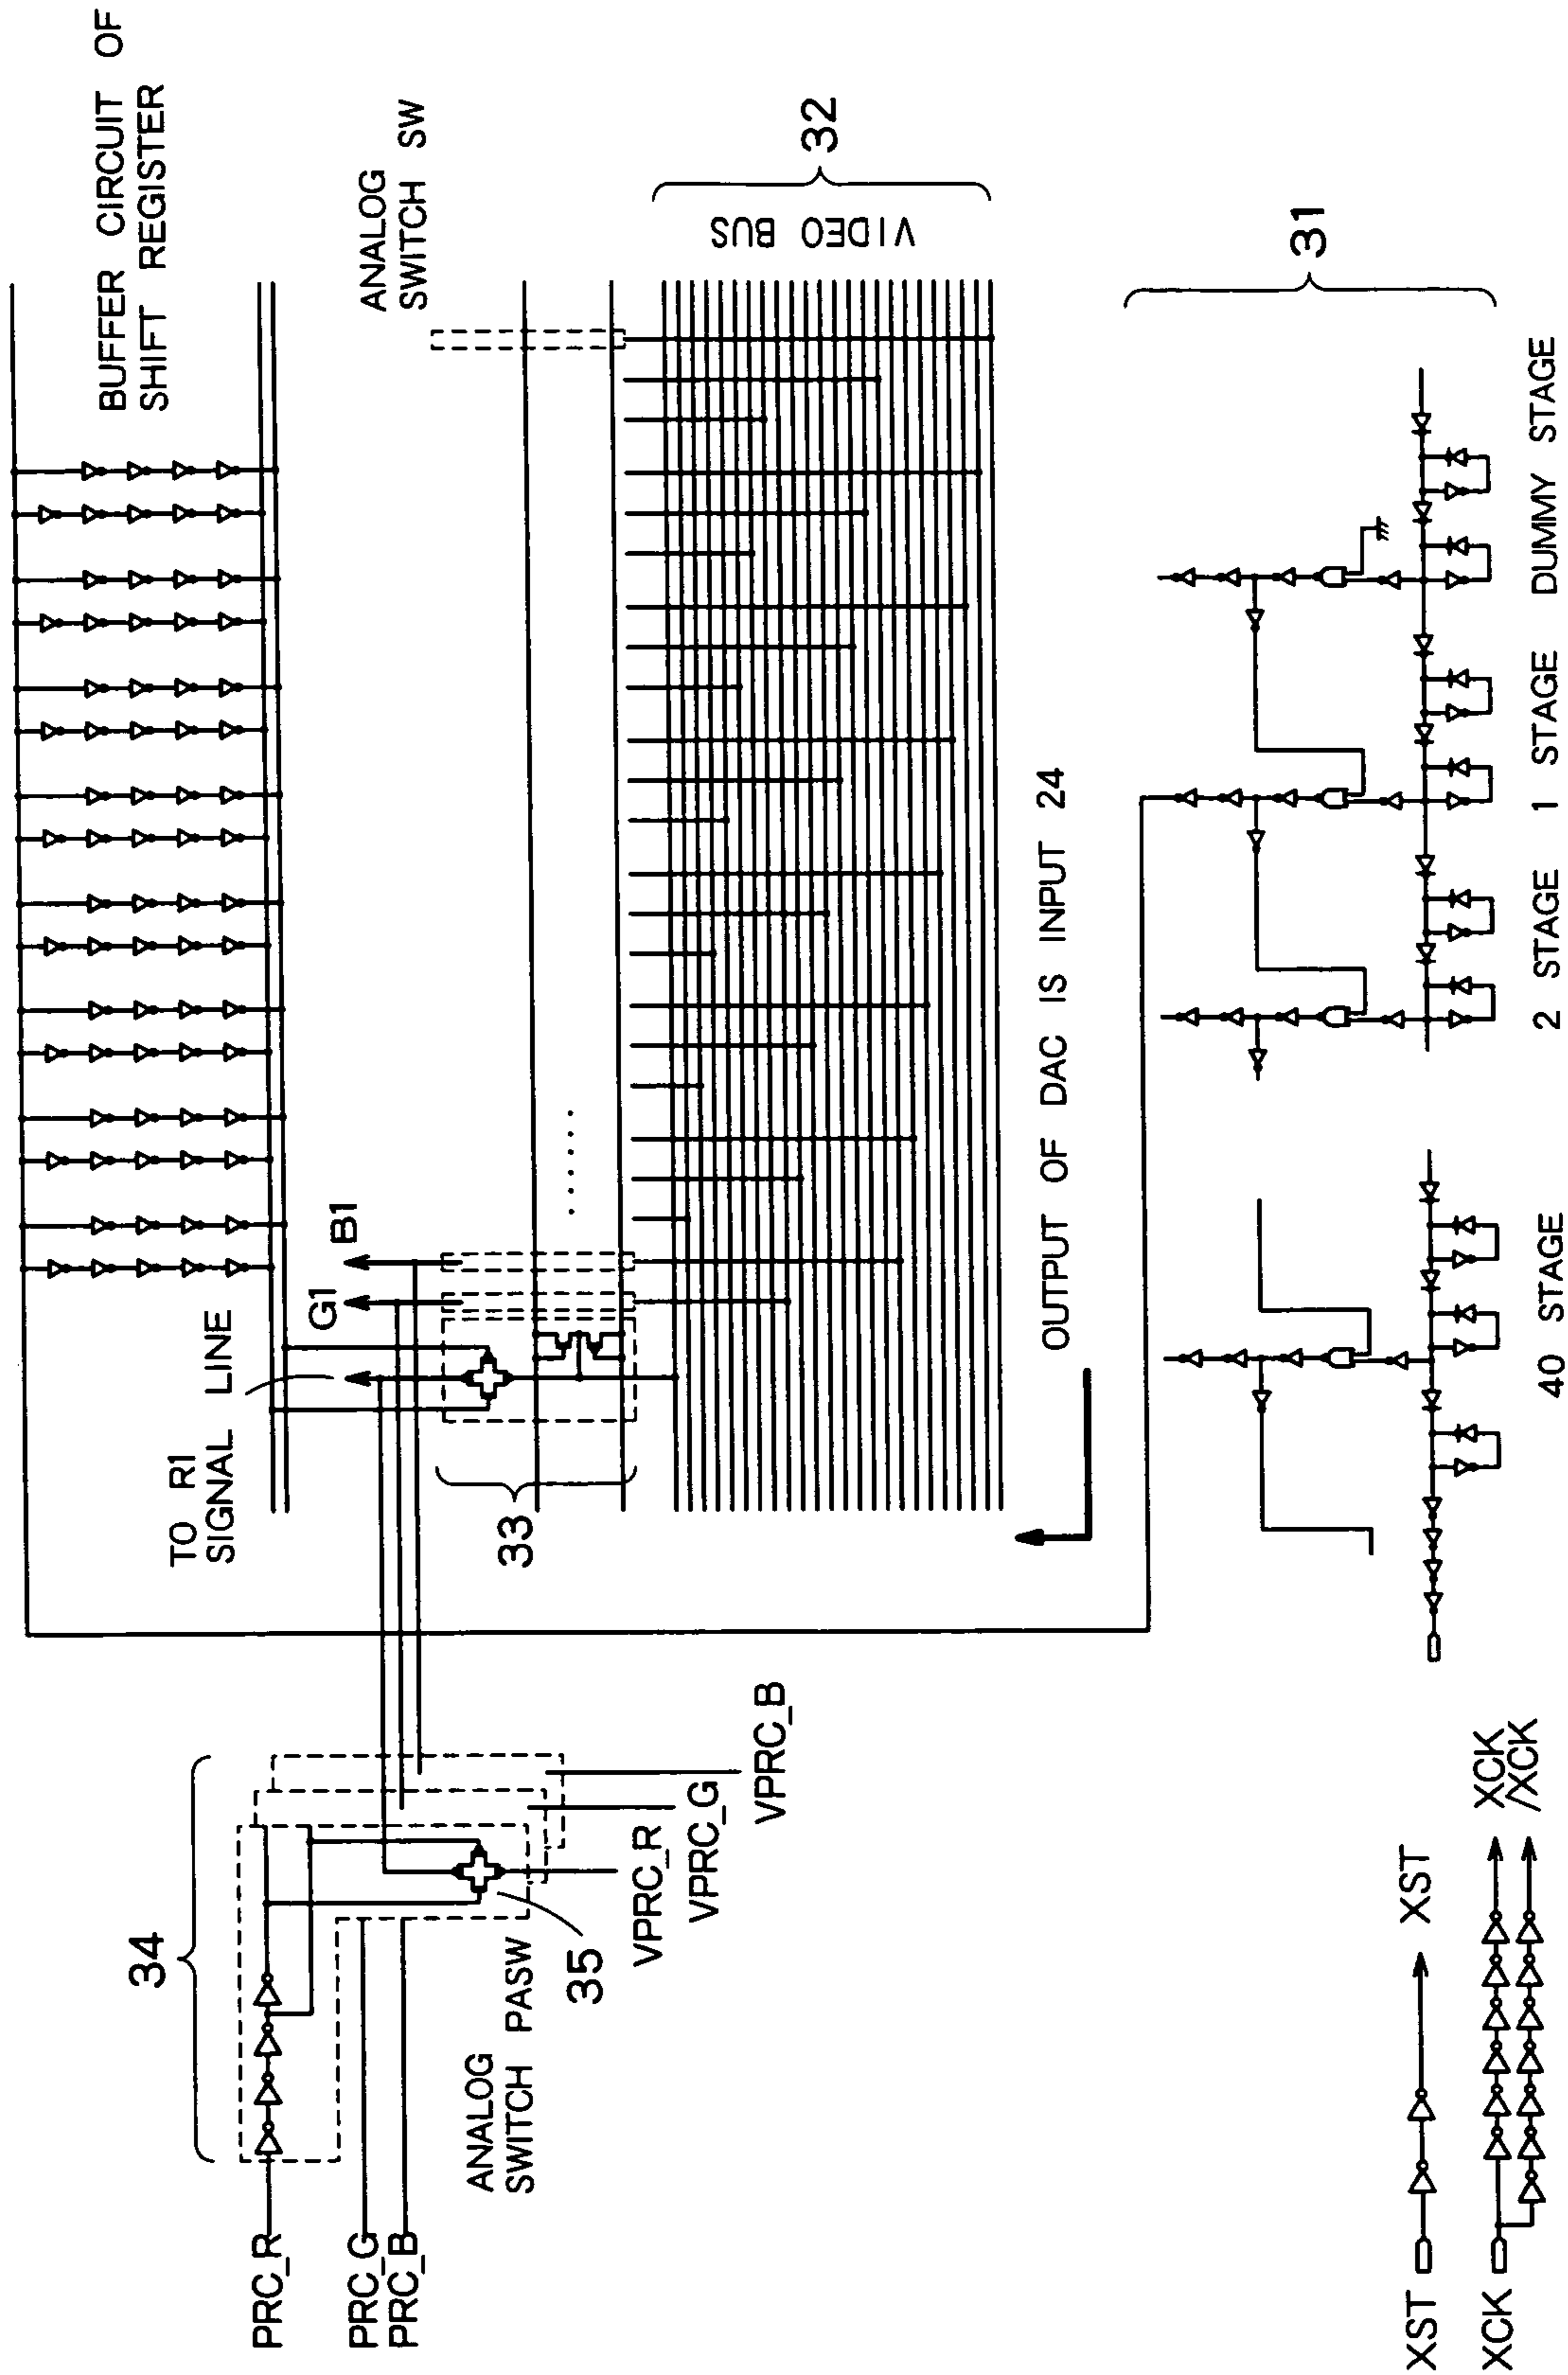 BUFFER CIRCUIT OF
SHIFT REGISTER
ANALOG
SWITCH SW
VIDEO BUS
32
TO R1
SIGNAL LINE
G1
B1
33
OUTPUT OF DAC IS INPUT 24
31
40 STAGE
2 STAGE
1 STAGE
DUMMY STAGE
34
PRC_R
PRC_G
PRC_B
ANALOG
SWITCH PASW
35
VPRC_R
VPRC_G
VPRC_B
XST
XST
XCK
XCK
/XCK